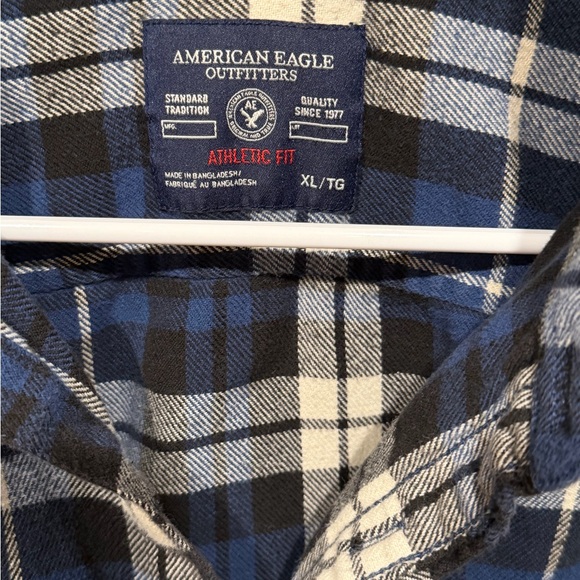 AMERICAN EAGLE
OUTFITTERS
STANDARD
TRADITION
MFG.
AE
QUALITY
SINCE 1977
ATHLETIC FIT
MADE IN BANGLADESH/
FABRIQUÉ AU BANGLADESH
XL/TG